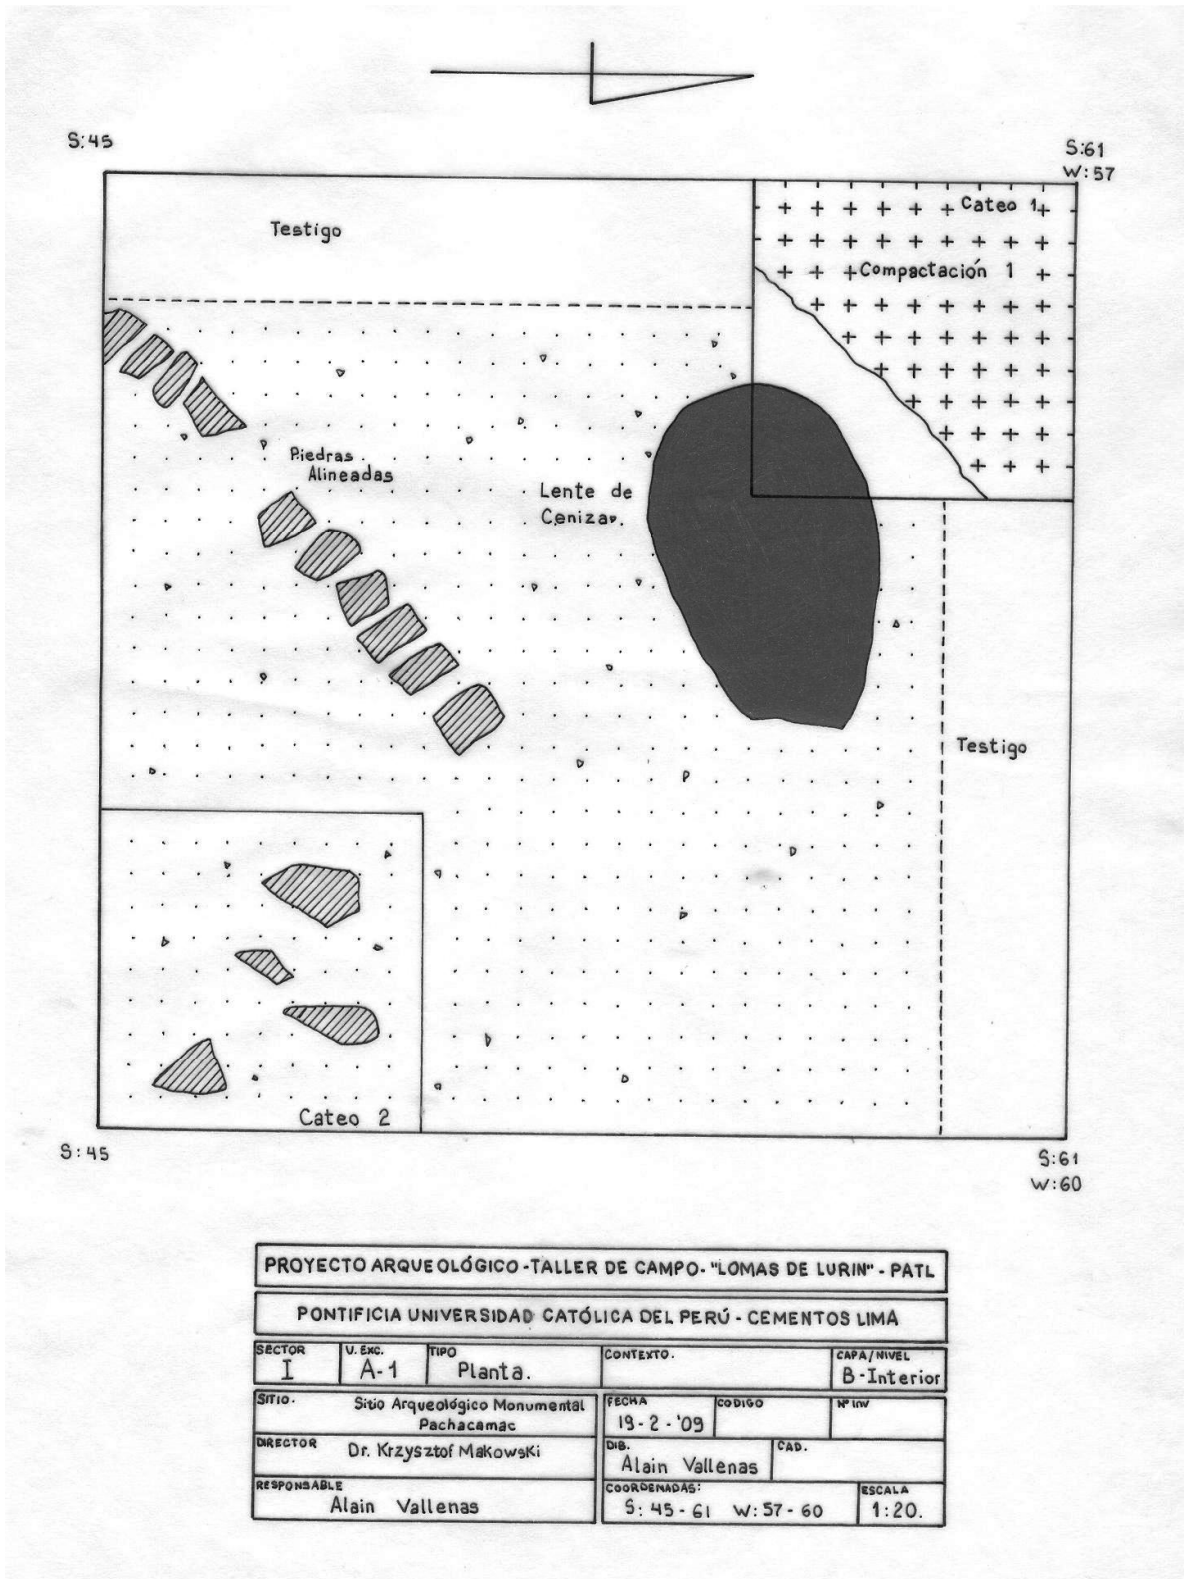 S:45
S:61
W:57
Testigo
Cateo 1
Compactación 1
Piedras
Alineadas
Lente de
Ceniza.
Testigo
Cateo 2
S:45
S:61
W:60
PROYECTO ARQUEOLÓGICO-TALLER DE CAMPO-"LOMAS DE LURIN"-PATL
PONTIFICIA UNIVERSIDAD CATÓLICA DEL PERÚ - CEMENTOS LIMA
SECTOR
I
U. EXC.
A-1
TIPO
Planta.
CONTEXTO.
CAPA/NIVEL
B-Interior
SITIO.
Sitio Arqueológico Monumental
Pachacamac
FECHA
19-2-'09
CODIGO
Nº Inv
DIRECTOR
Dr. Krzysztof Makowski
DIB.
Alain Vallenas
CAD.
RESPONSABLE
Alain Vallenas
COORDENADAS:
S: 45-61 W: 57-60
ESCALA
1:20.